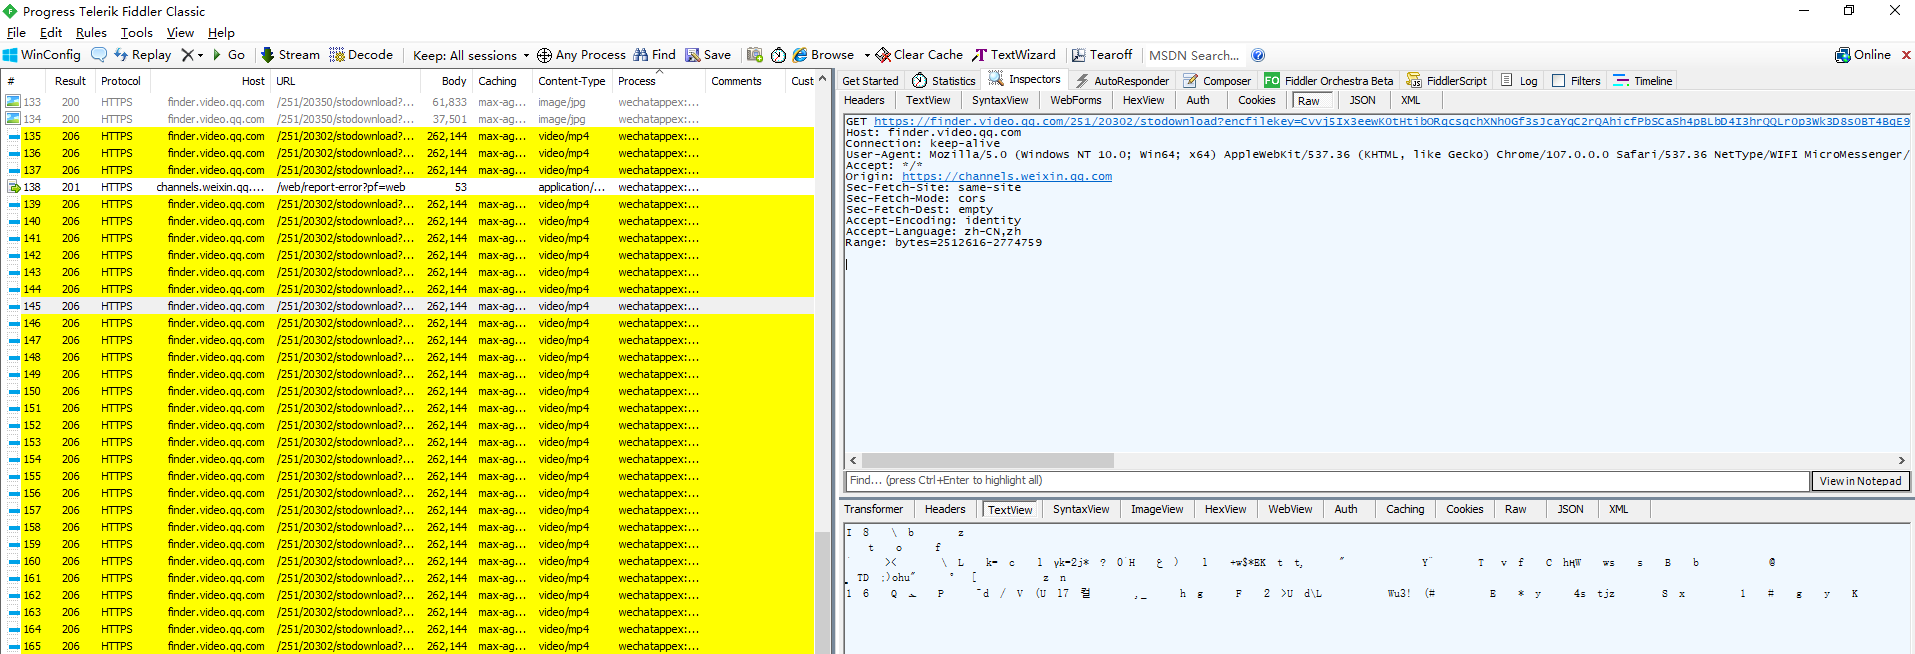 Progress Telerik Fiddler Classic
File Edit Rules Tools View Help
WinConfig Replay Go Stream Decode Keep: All sessions Any Process Find Save Browse Clear Cache TextWizard Tearoff MSDN Search... Online
# Result Protocol Host URL Body Caching Content-Type Process Comments Cust
133 200 HTTPS finder.video.qq.com /251/20350/stodownload?... 61,833 max-ag... image/jpg wechatappex:...
134 200 HTTPS finder.video.qq.com /251/20350/stodownload?... 37,501 max-ag... image/jpg wechatappex:...
135 206 HTTPS finder.video.qq.com /251/20302/stodownload?... 262,144 max-ag... video/mp4 wechatappex:...
136 206 HTTPS finder.video.qq.com /251/20302/stodownload?... 262,144 max-ag... video/mp4 wechatappex:...
137 206 HTTPS finder.video.qq.com /251/20302/stodownload?... 262,144 max-ag... video/mp4 wechatappex:...
138 201 HTTPS channels.weixin.qq.... /web/report-error?pf=web 53 application/... wechatappex:...
139 206 HTTPS finder.video.qq.com /251/20302/stodownload?... 262,144 max-ag... video/mp4 wechatappex:...
140 206 HTTPS finder.video.qq.com /251/20302/stodownload?... 262,144 max-ag... video/mp4 wechatappex:...
141 206 HTTPS finder.video.qq.com /251/20302/stodownload?... 262,144 max-ag... video/mp4 wechatappex:...
142 206 HTTPS finder.video.qq.com /251/20302/stodownload?... 262,144 max-ag... video/mp4 wechatappex:...
143 206 HTTPS finder.video.qq.com /251/20302/stodownload?... 262,144 max-ag... video/mp4 wechatappex:...
144 206 HTTPS finder.video.qq.com /251/20302/stodownload?... 262,144 max-ag... video/mp4 wechatappex:...
145 206 HTTPS finder.video.qq.com /251/20302/stodownload?... 262,144 max-ag... video/mp4 wechatappex:...
146 206 HTTPS finder.video.qq.com /251/20302/stodownload?... 262,144 max-ag... video/mp4 wechatappex:...
147 206 HTTPS finder.video.qq.com /251/20302/stodownload?... 262,144 max-ag... video/mp4 wechatappex:...
148 206 HTTPS finder.video.qq.com /251/20302/stodownload?... 262,144 max-ag... video/mp4 wechatappex:...
149 206 HTTPS finder.video.qq.com /251/20302/stodownload?... 262,144 max-ag... video/mp4 wechatappex:...
150 206 HTTPS finder.video.qq.com /251/20302/stodownload?... 262,144 max-ag... video/mp4 wechatappex:...
151 206 HTTPS finder.video.qq.com /251/20302/stodownload?... 262,144 max-ag... video/mp4 wechatappex:...
152 206 HTTPS finder.video.qq.com /251/20302/stodownload?... 262,144 max-ag... video/mp4 wechatappex:...
153 206 HTTPS finder.video.qq.com /251/20302/stodownload?... 262,144 max-ag... video/mp4 wechatappex:...
154 206 HTTPS finder.video.qq.com /251/20302/stodownload?... 262,144 max-ag... video/mp4 wechatappex:...
155 206 HTTPS finder.video.qq.com /251/20302/stodownload?... 262,144 max-ag... video/mp4 wechatappex:...
156 206 HTTPS finder.video.qq.com /251/20302/stodownload?... 262,144 max-ag... video/mp4 wechatappex:...
157 206 HTTPS finder.video.qq.com /251/20302/stodownload?... 262,144 max-ag... video/mp4 wechatappex:...
158 206 HTTPS finder.video.qq.com /251/20302/stodownload?... 262,144 max-ag... video/mp4 wechatappex:...
159 206 HTTPS finder.video.qq.com /251/20302/stodownload?... 262,144 max-ag... video/mp4 wechatappex:...
160 206 HTTPS finder.video.qq.com /251/20302/stodownload?... 262,144 max-ag... video/mp4 wechatappex:...
161 206 HTTPS finder.video.qq.com /251/20302/stodownload?... 262,144 max-ag... video/mp4 wechatappex:...
162 206 HTTPS finder.video.qq.com /251/20302/stodownload?... 262,144 max-ag... video/mp4 wechatappex:...
163 206 HTTPS finder.video.qq.com /251/20302/stodownload?... 262,144 max-ag... video/mp4 wechatappex:...
164 206 HTTPS finder.video.qq.com /251/20302/stodownload?... 262,144 max-ag... video/mp4 wechatappex:...
165 206 HTTPS finder.video.qq.com /251/20302/stodownload?... 262,144 max-ag... video/mp4 wechatappex:...
Get Started Statistics Inspectors AutoResponder Composer FO Fiddler Orchestra Beta FiddlerScript Log Filters Timeline
Headers TextView SyntaxView WebForms HexView Auth Cookies Raw JSON XML
GET https://finder.video.qq.com/251/20302/stodownload?encfilekey=
Host: finder.video.qq.com
Connection: keep-alive
User-Agent: Mozilla/5.0 (Windows NT 10.0; Win64; x64) AppleWebKit/537.36 (KHTML, like Gecko) Chrome/107.0.0.0 Safari/537.36 NetType/WIFI MicroMessenger/
Accept: */*
Origin: https://channels.weixin.qq.com
Sec-Fetch-Site: same-site
Sec-Fetch-Mode: cors
Sec-Fetch-Dest: empty
Accept-Encoding: identity
Accept-Language: zh-CN,zh
Range: bytes=2512616-2774759
Find... (press Ctrl+Enter to highlight all) View in Notepad
Transformer Headers TextView SyntaxView ImageView HexView WebView Auth Caching Cookies Raw JSON XML
I 8 \ b z
t o f